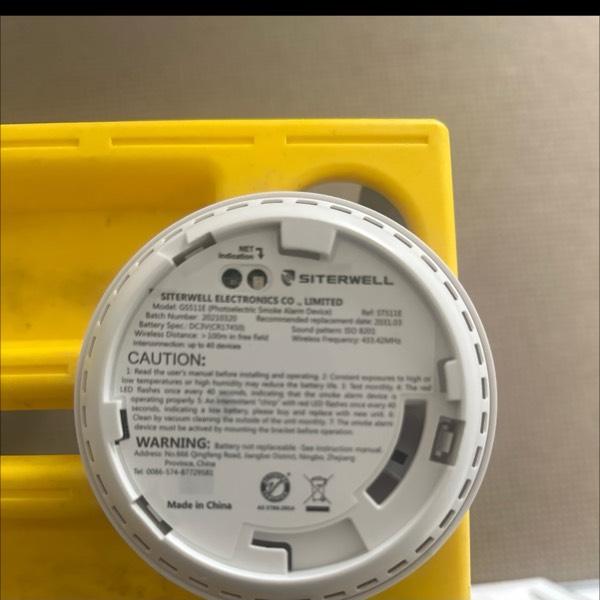 NET
Indication
SITERWELL
SITERWELL ELECTRONICS CO ., LIMITED
Model: GS511E (Photoelectric Smoke Alarm Device) Ref: ST511E
Batch Number: 20210320 Recommended replacement date: 2031.03
Battery Spec.: DC3V(CR17450) Sound pattern: ISO 8201
Wireless Distance: >100m in free field Wireless Frequency: 433.42MHz
Interconnection: up to 40 devices
CAUTION:
1: Read the user's manual before installing and operating. 2: Constant exposures to high or
low temperatures or high humidity may reduce the battery life. 3: Test monthly. 4: The red
LED flashes once every 40 seconds, indicating that the smoke alarm device is
operating properly. 5: An intermittent "chirp" with red LED flashes once every 40
seconds, indicating a low battery, please buy and replace with new unit. 6:
Clean by vacuum cleaning the outside of the unit monthly. 7: The smoke alarm
device must be actived by mounting the bracket before operation.
WARNING: Battery not replaceable -See instruction manual.
Address: No.666 Qingfeng Road, Jiangbei District, Ningbo, Zhejiang
Provisca, China
Tel: 0086-574-87729581
AS 3786:2014
Made in China